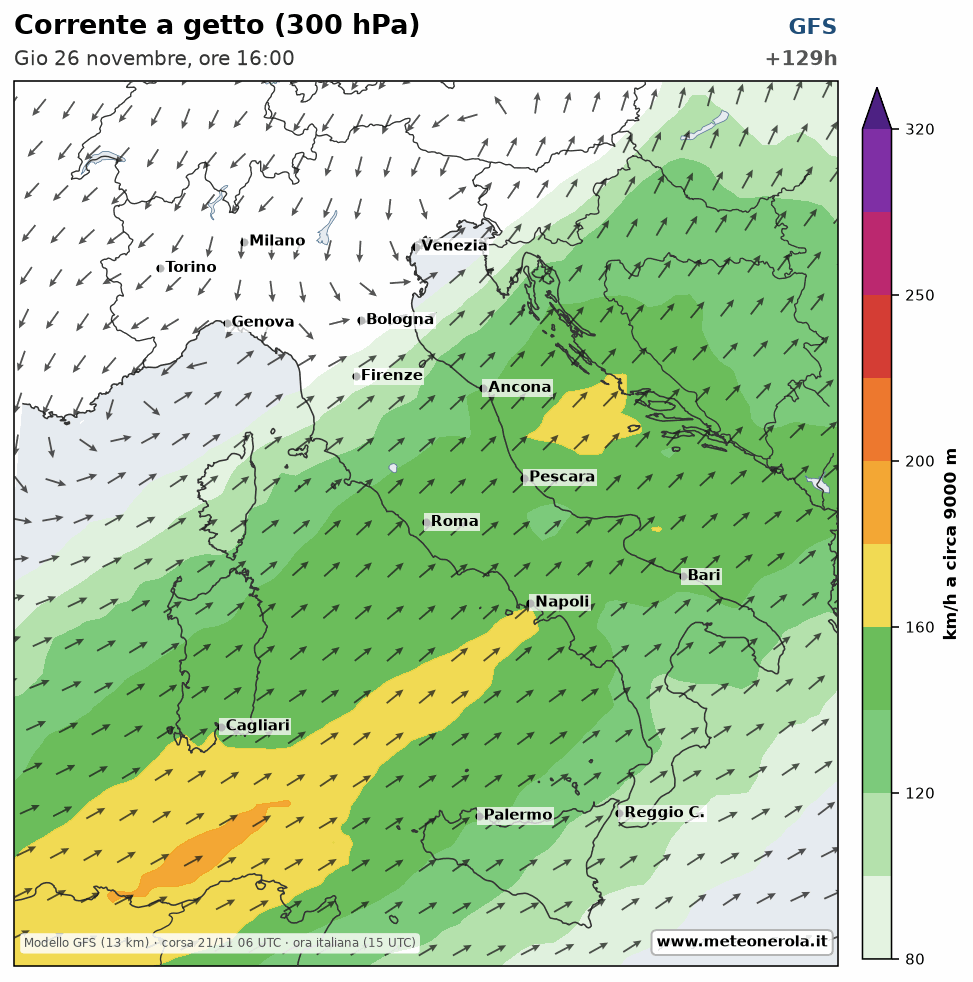 Corrente a getto (300 hPa)
GFS
Gio 26 novembre, ore 16:00
+129h
Milano
Venezia
Torino
Genova
Bologna
Firenze
Ancona
Pescara
Roma
Bari
Napoli
Cagliari
Palermo
Reggio C.
Modello GFS (13 km) · corsa 21/11 06 UTC · ora italiana (15 UTC)
www.meteonerola.it
320
250
200
160
120
80
km/h a circa 9000 m